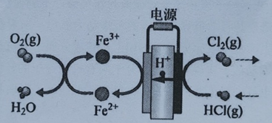 电源
O₂(g) Fe³⁺ Cl₂(g)
H⁺
H₂O Fe²⁺ HCl(g)